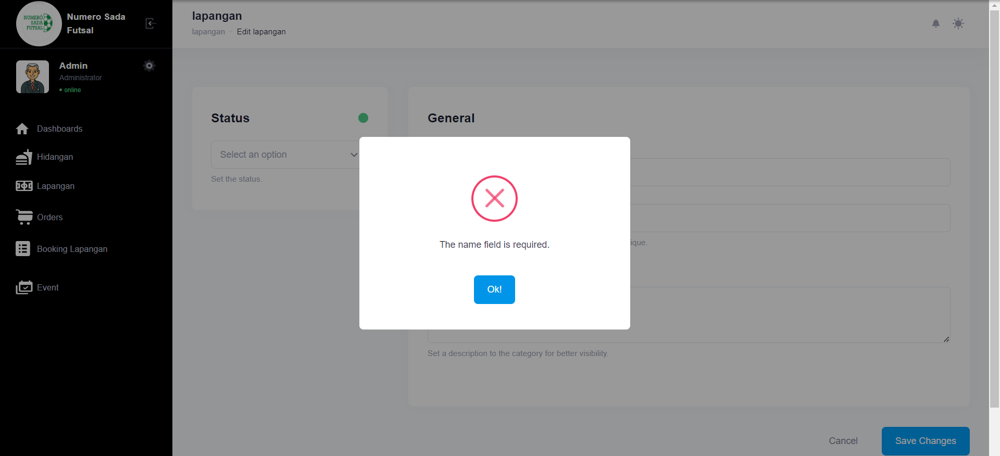 NUMERO
SADA
FUTSAL
Numero Sada
Futsal
Admin
Administrator
online
Dashboards
Hidangan
Lapangan
Orders
Booking Lapangan
Event
lapangan
lapangan - Edit lapangan
Status
Select an option
Set the status.
General
ique.
Set a description to the category for better visibility.
The name field is required.
Ok!
Cancel
Save Changes